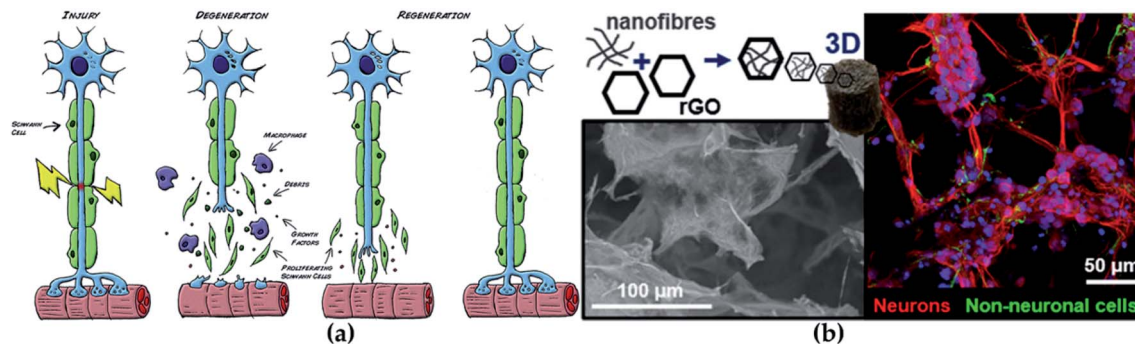 INJURY
DEGENERATION
REGENERATION
SCHWANN
CELL
MACROPHAGE
DEBRIS
GROWTH
FACTORS
PROLIFERATING
SCHWANN CELLS
(a)
nanofibres
+
rGO
3D
100 µm
50 µm
Neurons Non-neuronal cells
(b)